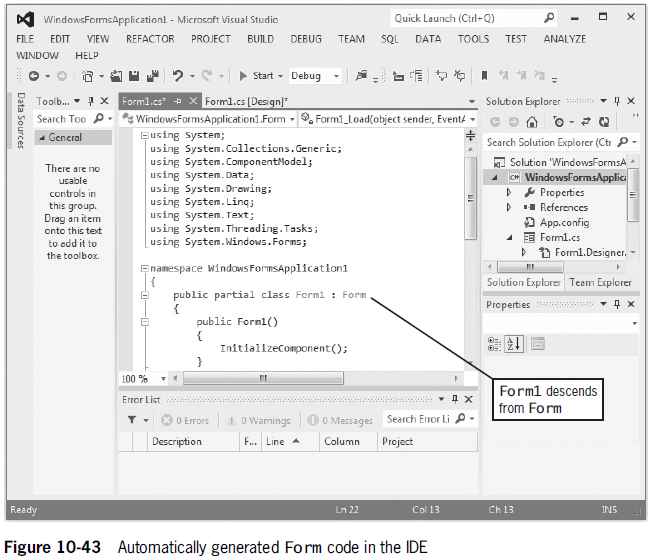 WindowsFormsApplication1 - Microsoft Visual Studio
Quick Launch (Ctrl+Q)
FILE EDIT VIEW REFACTOR PROJECT BUILD DEBUG TEAM SQL DATA TOOLS TEST ANALYZE
WINDOW HELP
Start Debug
Data Sources
Toolb...
Search Too
General
There are no
usable
controls in
this group.
Drag an item
onto this text
to add it to
the toolbox.
Form1.cs* Form1.cs [Design]*
WindowsFormsApplication1.Form Form1_Load(object sender, EventA
using System;
using System.Collections.Generic;
using System.ComponentModel;
using System.Data;
using System.Drawing;
using System.Linq;
using System.Text;
using System.Threading.Tasks;
using System.Windows.Forms;
namespace WindowsFormsApplication1
{
public partial class Form1 : Form
{
public Form1()
{
InitializeComponent();
}
100 %
Error List
0 Errors 0 Warnings 0 Messages Search Error Li
Description F... Line Column Project
Solution Explorer
Search Solution Explorer (Ctr
Solution 'WindowsFormsA
WindowsFormsApplica
Properties
References
App.config
Form1.cs
Form1.Designer.
Solution Explorer Team Explorer
Properties
A
Z
Form1 descends
from Form
Ready Ln 22 Col 13 Ch 13 INS
Figure 10-43 Automatically generated Form code in the IDE